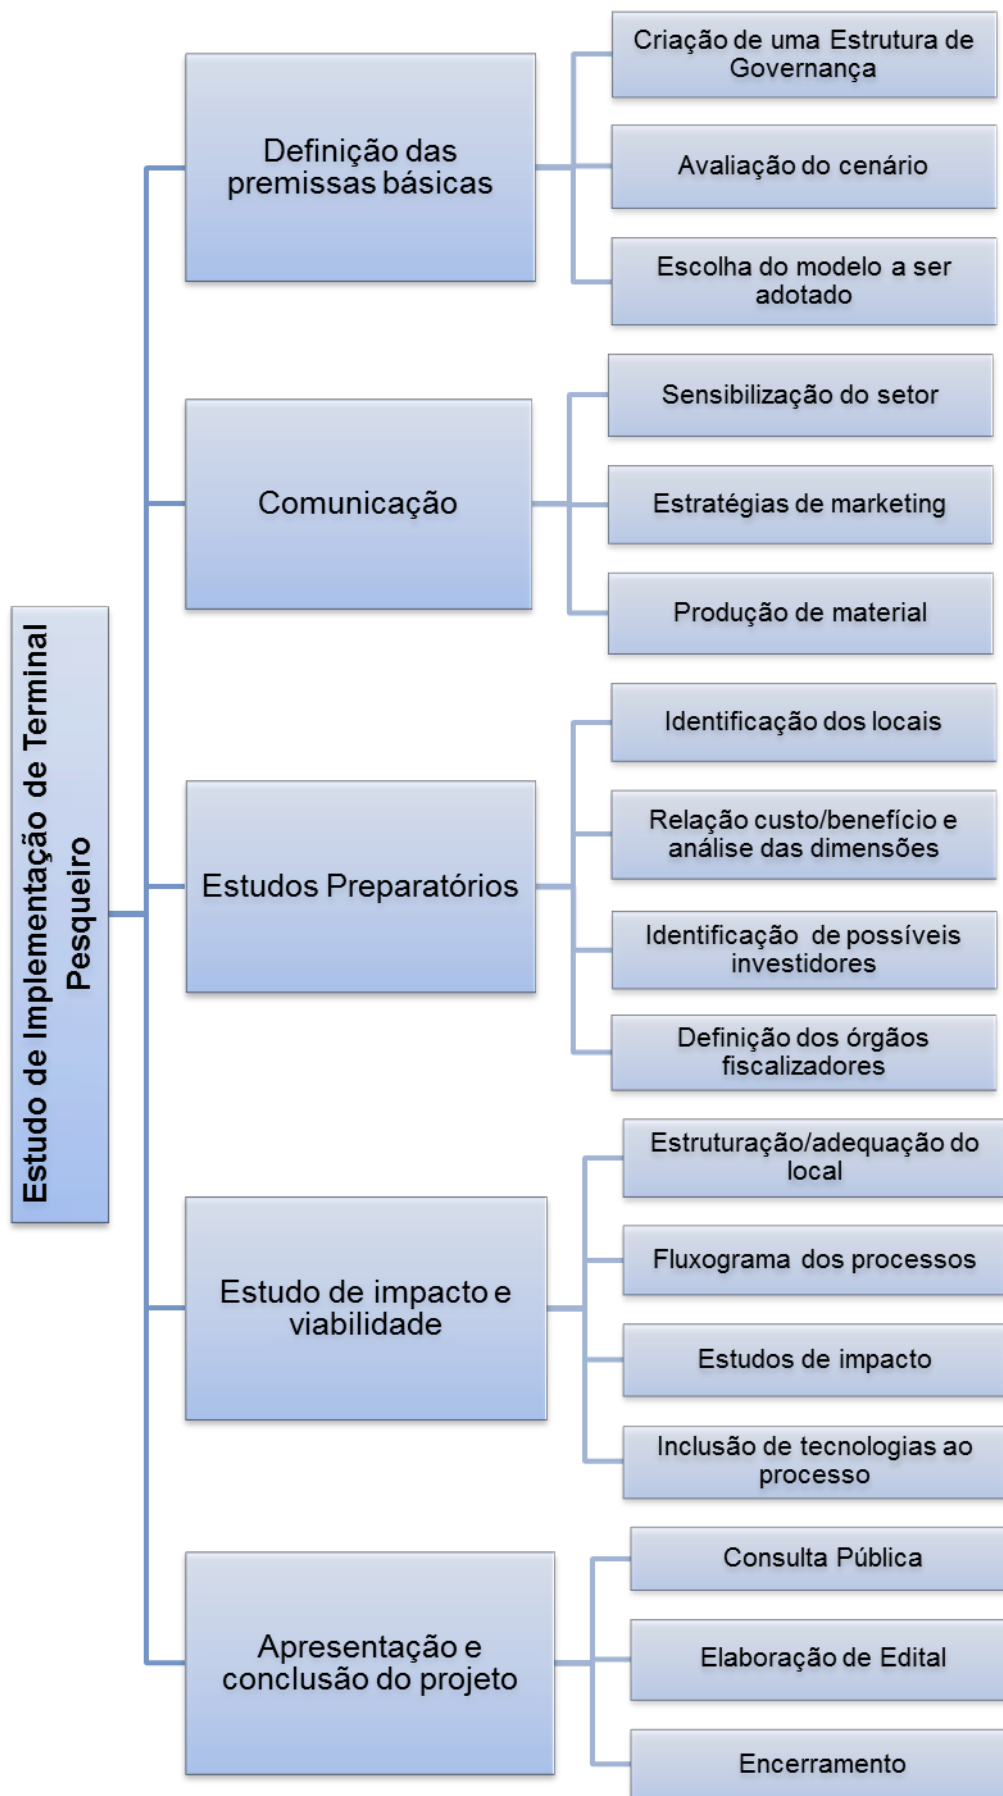 Estudo de Implementação de Terminal
Pesqueiro
Definição das
premissas básicas
Criação de uma Estrutura de
Governança
Avaliação do cenário
Escolha do modelo a ser
adotado
Comunicação
Sensibilização do setor
Estratégias de marketing
Produção de material
Estudos Preparatórios
Identificação dos locais
Relação custo/benefício e
análise das dimensões
Identificação de possíveis
investidores
Definição dos órgãos
fiscalizadores
Estudo de impacto e
viabilidade
Estruturação/adequação do
local
Fluxograma dos processos
Estudos de impacto
Inclusão de tecnologias ao
processo
Apresentação e
conclusão do projeto
Consulta Pública
Elaboração de Edital
Encerramento